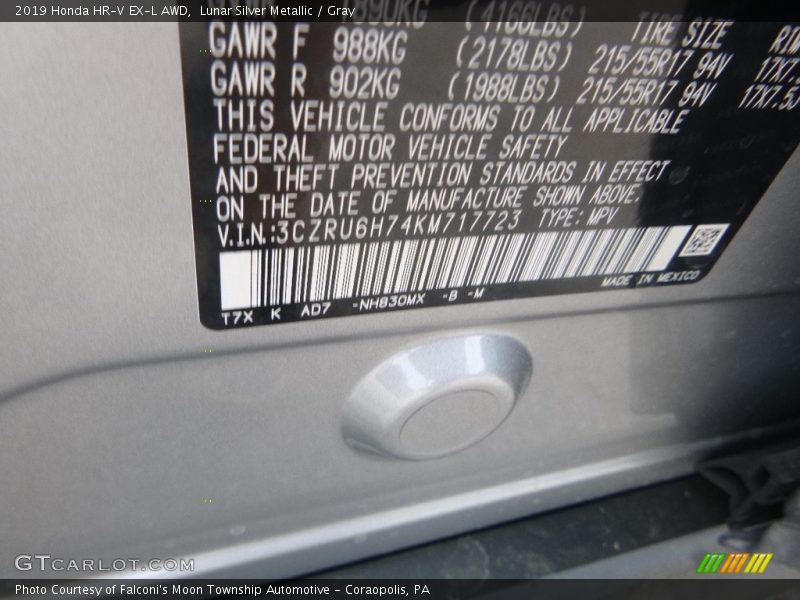 2019 Honda HR-V EX-L AWD, Lunar Silver Metallic / Gray
(4166LBS) TIRE SIZE
GAWR F 988KG (2178LBS) 215/55R17 94V
GAWR R 902KG (1988LBS) 215/55R17 94V 17X7.5J
THIS VEHICLE CONFORMS TO ALL APPLICABLE
FEDERAL MOTOR VEHICLE SAFETY
AND THEFT PREVENTION STANDARDS IN EFFECT
ON THE DATE OF MANUFACTURE SHOWN ABOVE.
V.I.N.:3CZRU6H74KM717723 TYPE: MPV
MADE IN MEXICO
T7X K AD7 -NH830MX -B -M
GTCARLOT.COM
Photo Courtesy of Falconi's Moon Township Automotive - Coraopolis, PA